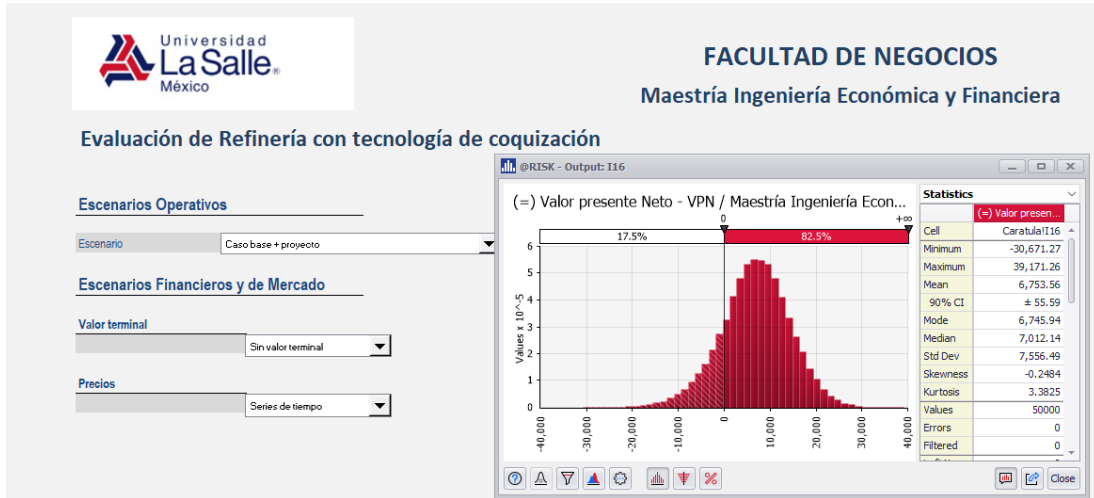 Universidad
La Salle®
México
FACULTAD DE NEGOCIOS
Maestría Ingeniería Económica y Financiera
Evaluación de Refinería con tecnología de coquización
Escenarios Operativos
Escenario
Caso base + proyecto
Escenarios Financieros y de Mercado
Valor terminal
Sin valor terminal
Precios
Series de tiempo
@RISK - Output: I16
(=) Valor presente Neto - VPN / Maestría Ingeniería Econ...
0
+∞
17.5%
82.5%
Values x 10^-5
6
5
4
3
2
1
0
-40,000
-30,000
-20,000
-10,000
0
10,000
20,000
30,000
40,000
Statistics
(=) Valor presen...
Cell Caratula!I16
Minimum -30,671.27
Maximum 39,171.26
Mean 6,753.56
90% CI ± 55.59
Mode 6,745.94
Median 7,012.14
Std Dev 7,556.49
Skewness -0.2484
Kurtosis 3.3825
Values 50000
Errors 0
Filtered 0
Close